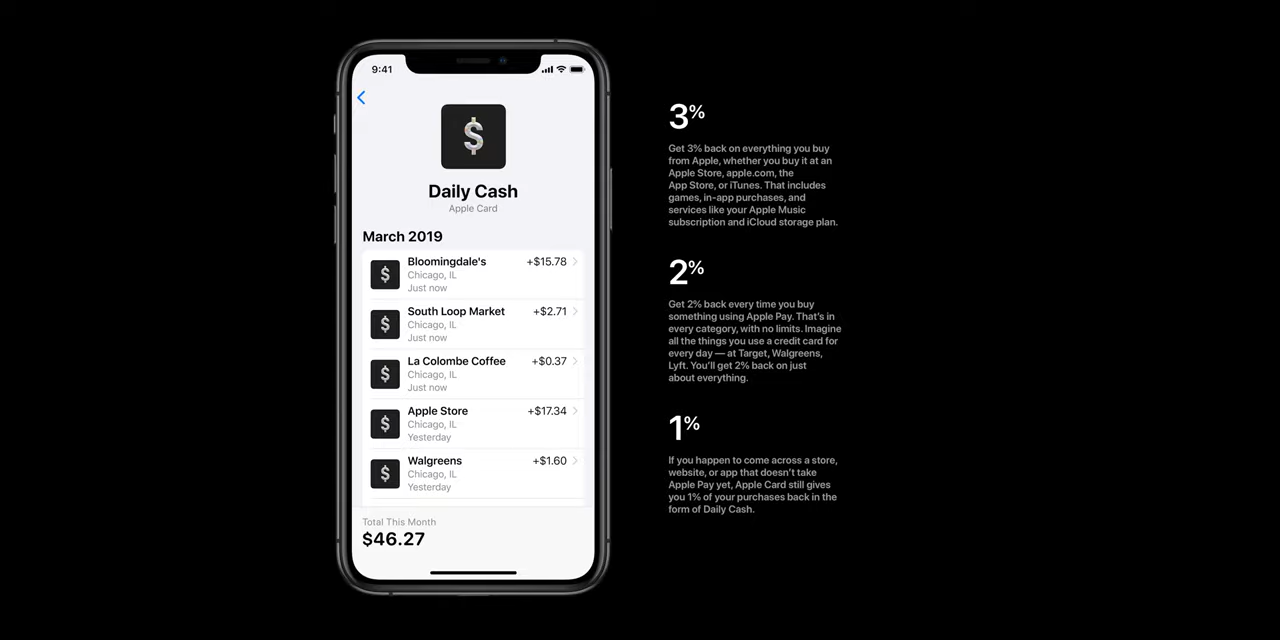 9:41
$
Daily Cash
Apple Card
March 2019
$
Bloomingdale's
+$15.78
Chicago, IL
Just now
$
South Loop Market
+$2.71
Chicago, IL
Just now
$
La Colombe Coffee
+$0.37
Chicago, IL
Just now
$
Apple Store
+$17.34
Chicago, IL
Yesterday
$
Walgreens
+$1.60
Chicago, IL
Yesterday
Total This Month
$46.27
3%
Get 3% back on everything you buy
from Apple, whether you buy it at an
Apple Store, apple.com, the
App Store, or iTunes. That includes
games, in-app purchases, and
services like your Apple Music
subscription and iCloud storage plan.
2%
Get 2% back every time you buy
something using Apple Pay. That's in
every category, with no limits. Imagine
all the things you use a credit card for
every day — at Target, Walgreens,
Lyft. You'll get 2% back on just
about everything.
1%
If you happen to come across a store,
website, or app that doesn't take
Apple Pay yet, Apple Card still gives
you 1% of your purchases back in the
form of Daily Cash.